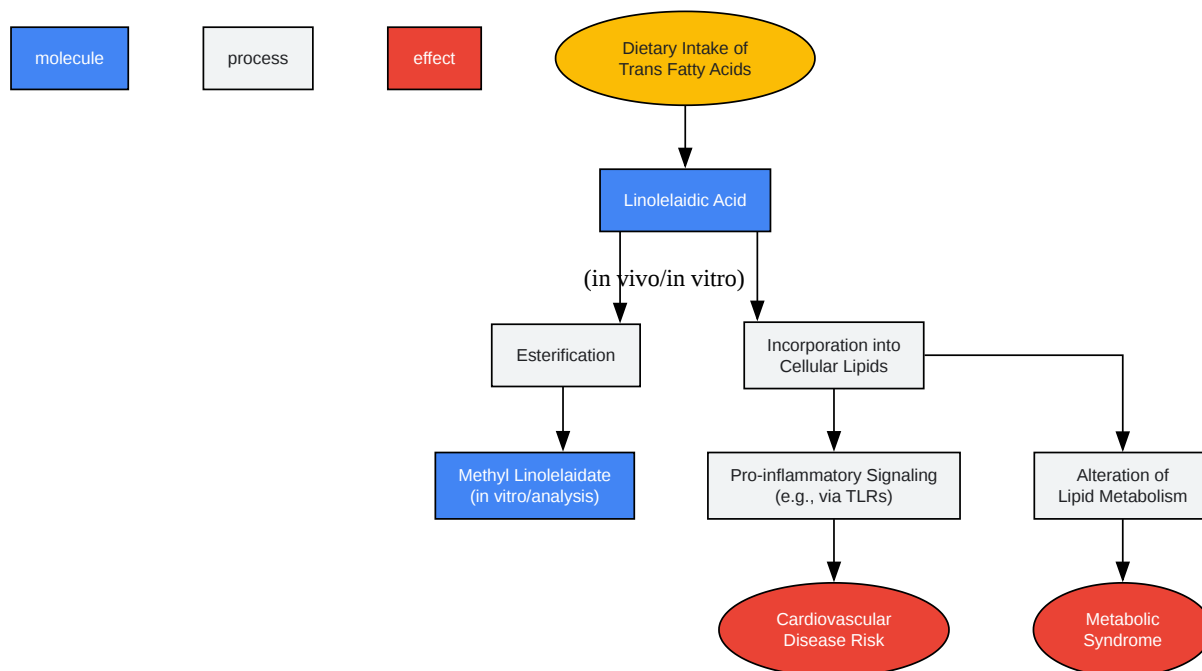 molecule
process
effect
Dietary Intake of
Trans Fatty Acids
Linolelaidic Acid
(in vivo/in vitro)
Esterification
Incorporation into
Cellular Lipids
Methyl Linolelaidate
(in vitro/analysis)
Pro-inflammatory Signaling
(e.g., via TLRs)
Alteration of
Lipid Metabolism
Cardiovascular
Disease Risk
Metabolic
Syndrome